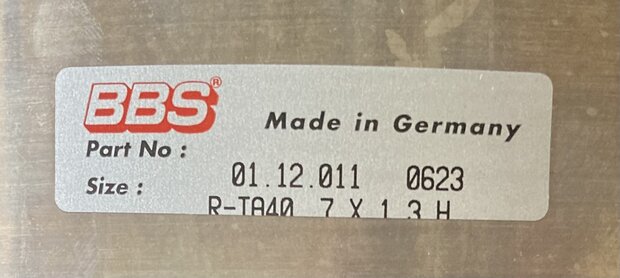 BBS®
Made in Germany
Part No :
01.12.011 0623
Size :
R-TA40 7 X 1 3 H